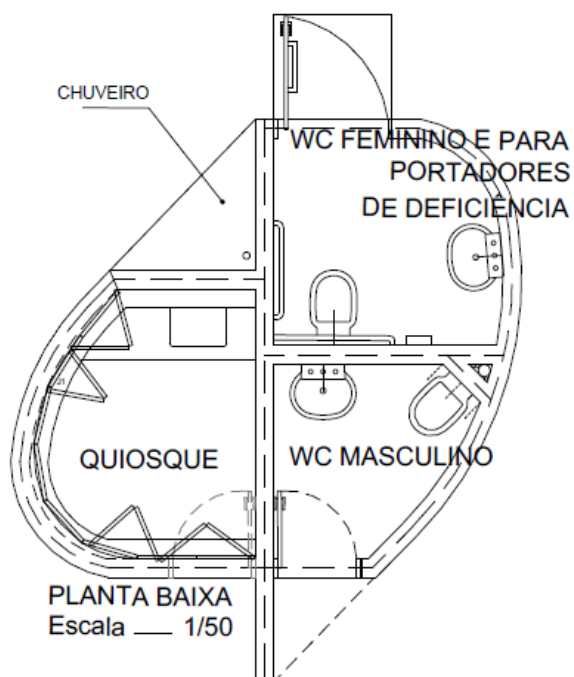 CHUVEIRO
WC FEMININO E PARA
PORTADORES
DE DEFICIÊNCIA
QUIOSQUE
WC MASCULINO
PLANTA BAIXA
Escala 1/50